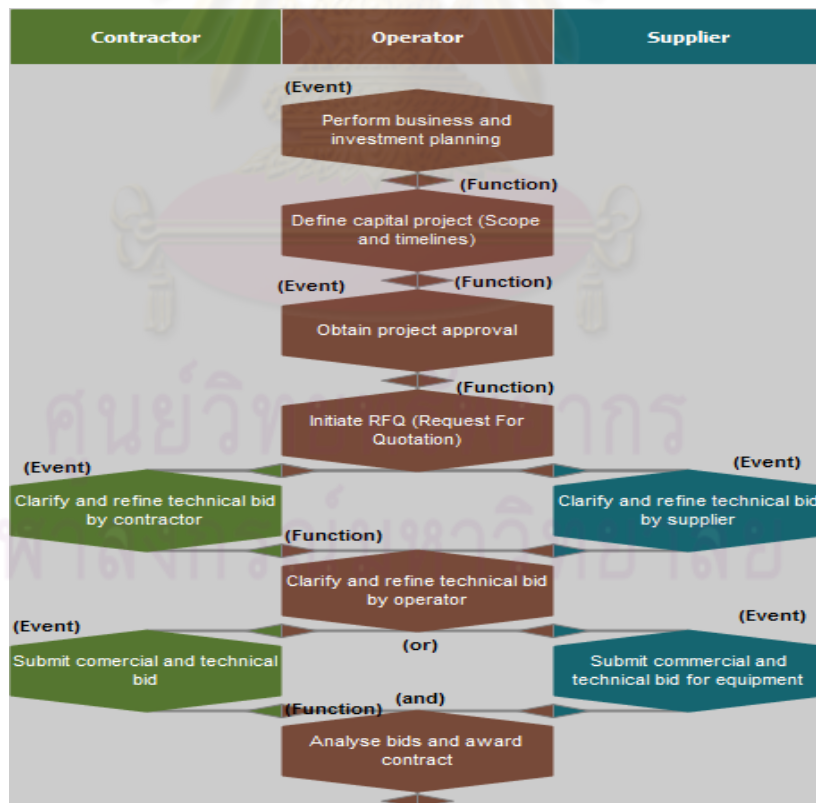 Contractor
Operator
Supplier
(Event)
Perform business and
investment planning
(Function)
Define capital project (Scope
and timelines)
(Event)
(Function)
Obtain project approval
(Function)
Initiate RFQ (Request For
Quotation)
(Event)
Clarify and refine technical bid
by contractor
(Event)
Clarify and refine technical bid
by supplier
(Function)
Clarify and refine technical bid
by operator
(Event)
Submit comercial and technical
bid
(or)
(Event)
Submit commercial and
technical bid for equipment
(and)
(Function)
Analyse bids and award
contract